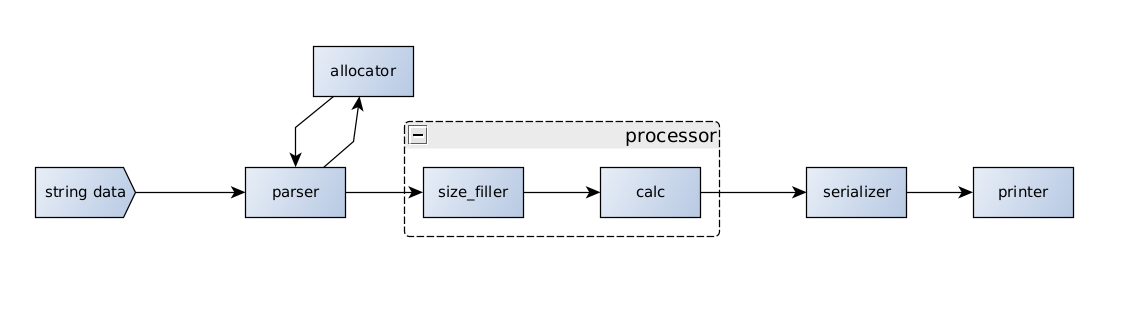 allocator
processor
string data
parser
size_filler
calc
serializer
printer